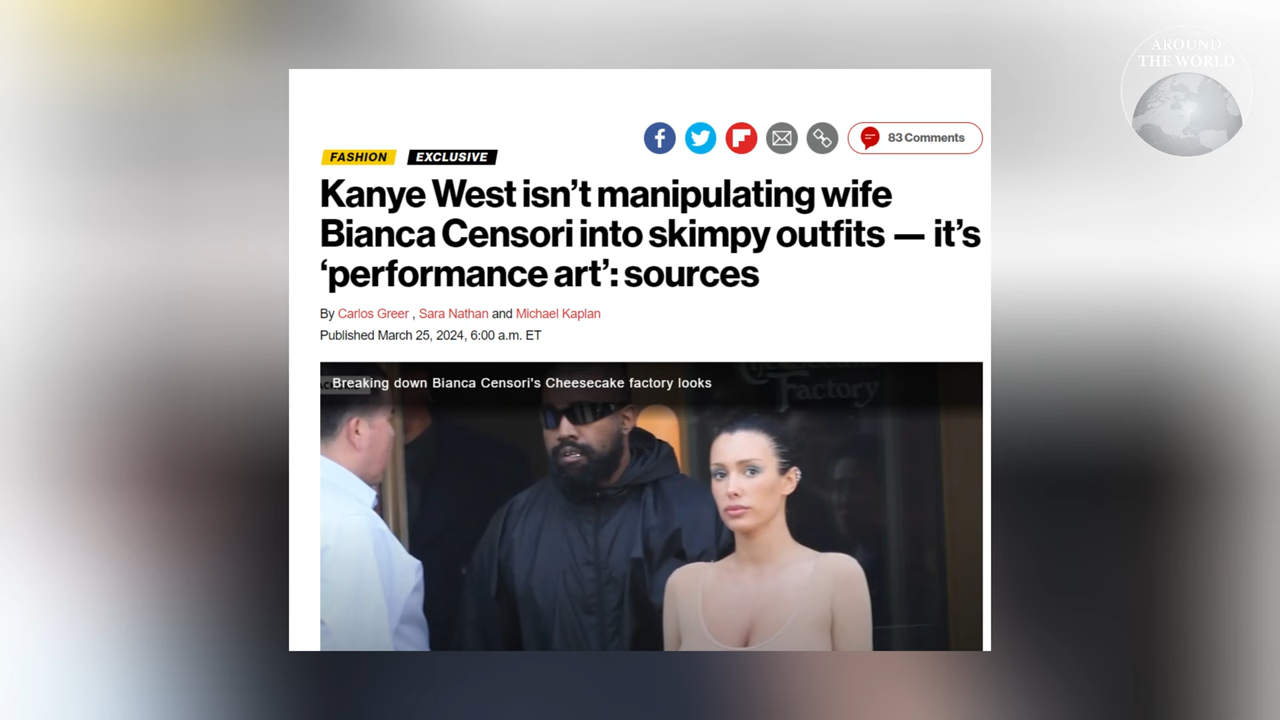 AROUND
THE WORLD
83 Comments
FASHION EXCLUSIVE
Kanye West isn’t manipulating wife
Bianca Censori into skimpy outfits — it’s
‘performance art’: sources
By Carlos Greer , Sara Nathan and Michael Kaplan
Published March 25, 2024, 6:00 a.m. ET
Breaking down Bianca Censori's Cheesecake factory looks
Factory